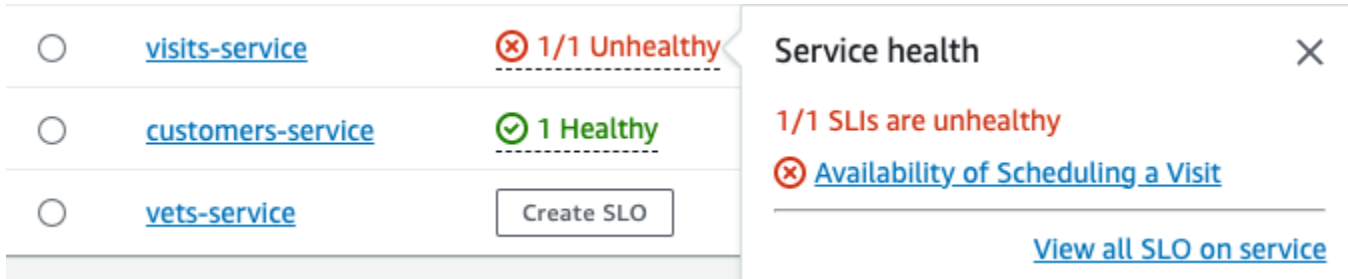 visits-service
1/1 Unhealthy
customers-service
1 Healthy
vets-service
Create SLO
Service health
1/1 SLIs are unhealthy
Availability of Scheduling a Visit
View all SLO on service